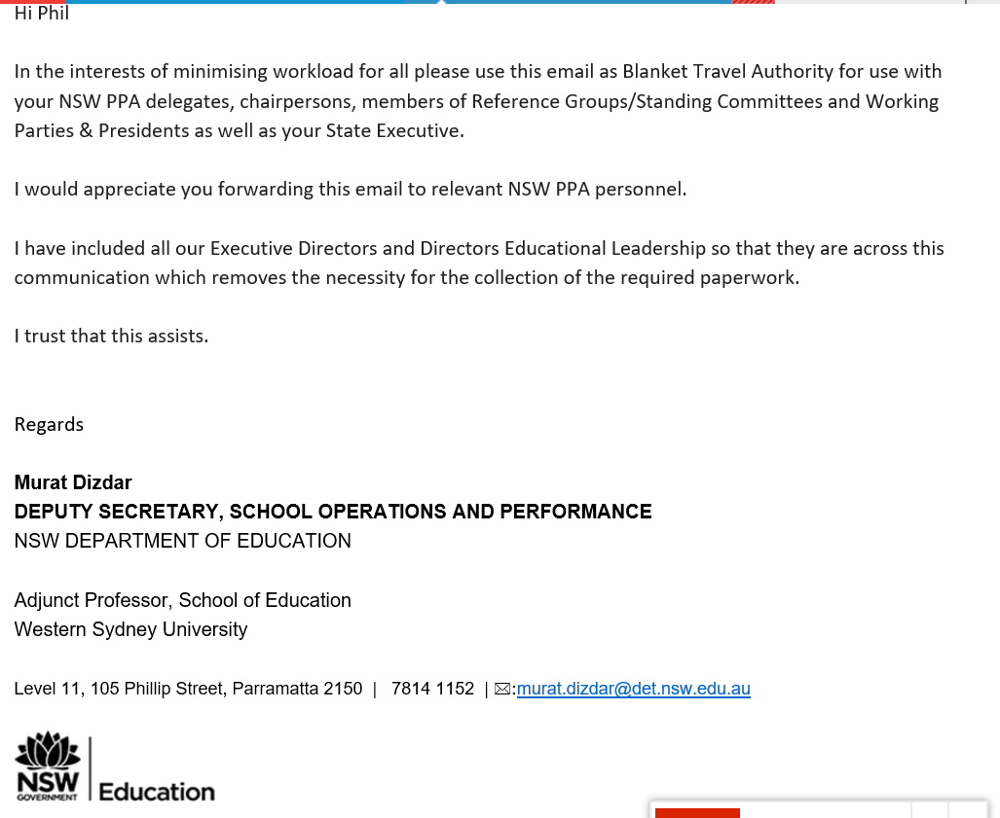 Hi Phil
In the interests of minimising workload for all please use this email as Blanket Travel Authority for use with
your NSW PPA delegates, chairpersons, members of Reference Groups/Standing Committees and Working
Parties & Presidents as well as your State Executive.
I would appreciate you forwarding this email to relevant NSW PPA personnel.
I have included all our Executive Directors and Directors Educational Leadership so that they are across this
communication which removes the necessity for the collection of the required paperwork.
I trust that this assists.
Regards
Murat Dizdar
DEPUTY SECRETARY, SCHOOL OPERATIONS AND PERFORMANCE
NSW DEPARTMENT OF EDUCATION
Adjunct Professor, School of Education
Western Sydney University
Level 11, 105 Phillip Street, Parramatta 2150 | 7814 1152 | ✉:murat.dizdar@det.nsw.edu.au
NSW
GOVERNMENT
Education